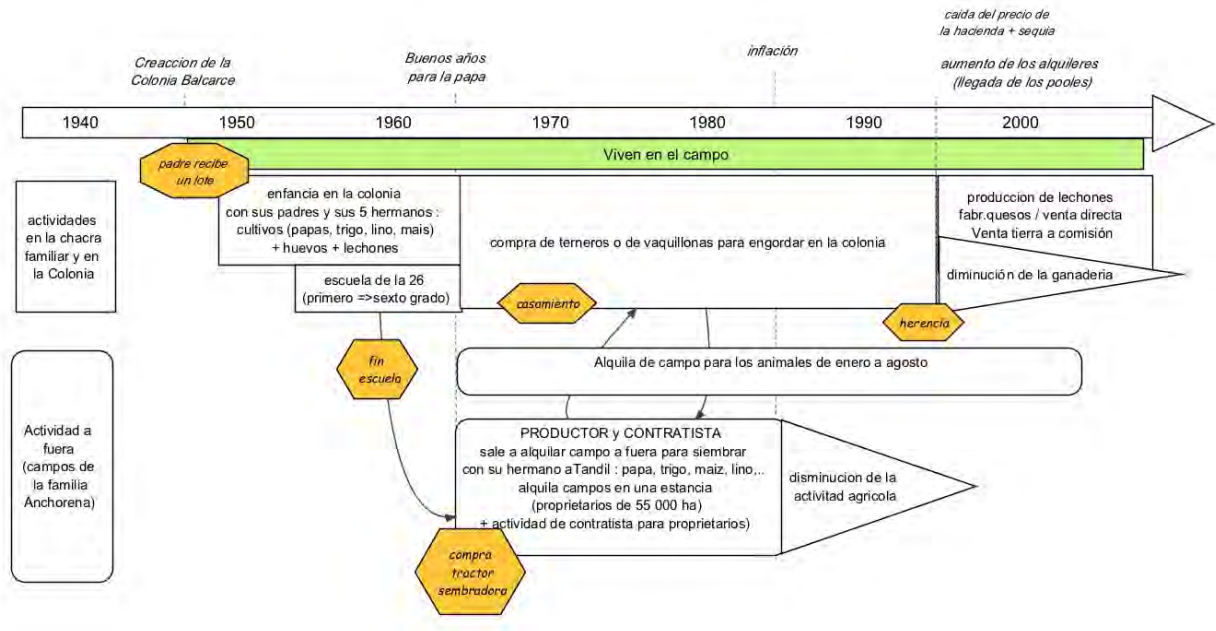 caida del precio de
la hacienda + sequia
Creaccion de la
Colonia Balcarce
Buenos años
para la papa
inflación
aumento de los alquileres
(llegada de los pooles)
1940 1950 1960 1970 1980 1990 2000
Viven en el campo
padre recibe
un lote
actividades
en la chacra
familiar y en
la Colonia
enfancia en la colonia
con sus padres y sus 5 hermanos :
cultivos (papas, trigo, lino, mais)
+ huevos + lechones
escuela de la 26
(primero =>sexto grado)
compra de terneros o de vaquillónas para engordar en la colonia
produccion de lechones
fabr.quesos / venta directa
Venta tierra a comisión
diminución de la ganaderia
casamiento
herencia
fin
escuela
Alquila de campo para los animales de enero a agosto
Actividad a
fuera
(campos de
la familia
Anchorena)
PRODUCTOR y CONTRATISTA
sale a alquilar campo a fuera para siembrar
con su hermano aTandil : papa, trigo, maiz, lino,..
alquila campos en una estancia
(proprietarios de 55 000 ha)
+ actividad de contratista para proprietarios)
disminucion de la
activitad agricola
compra
tractor
sembradora